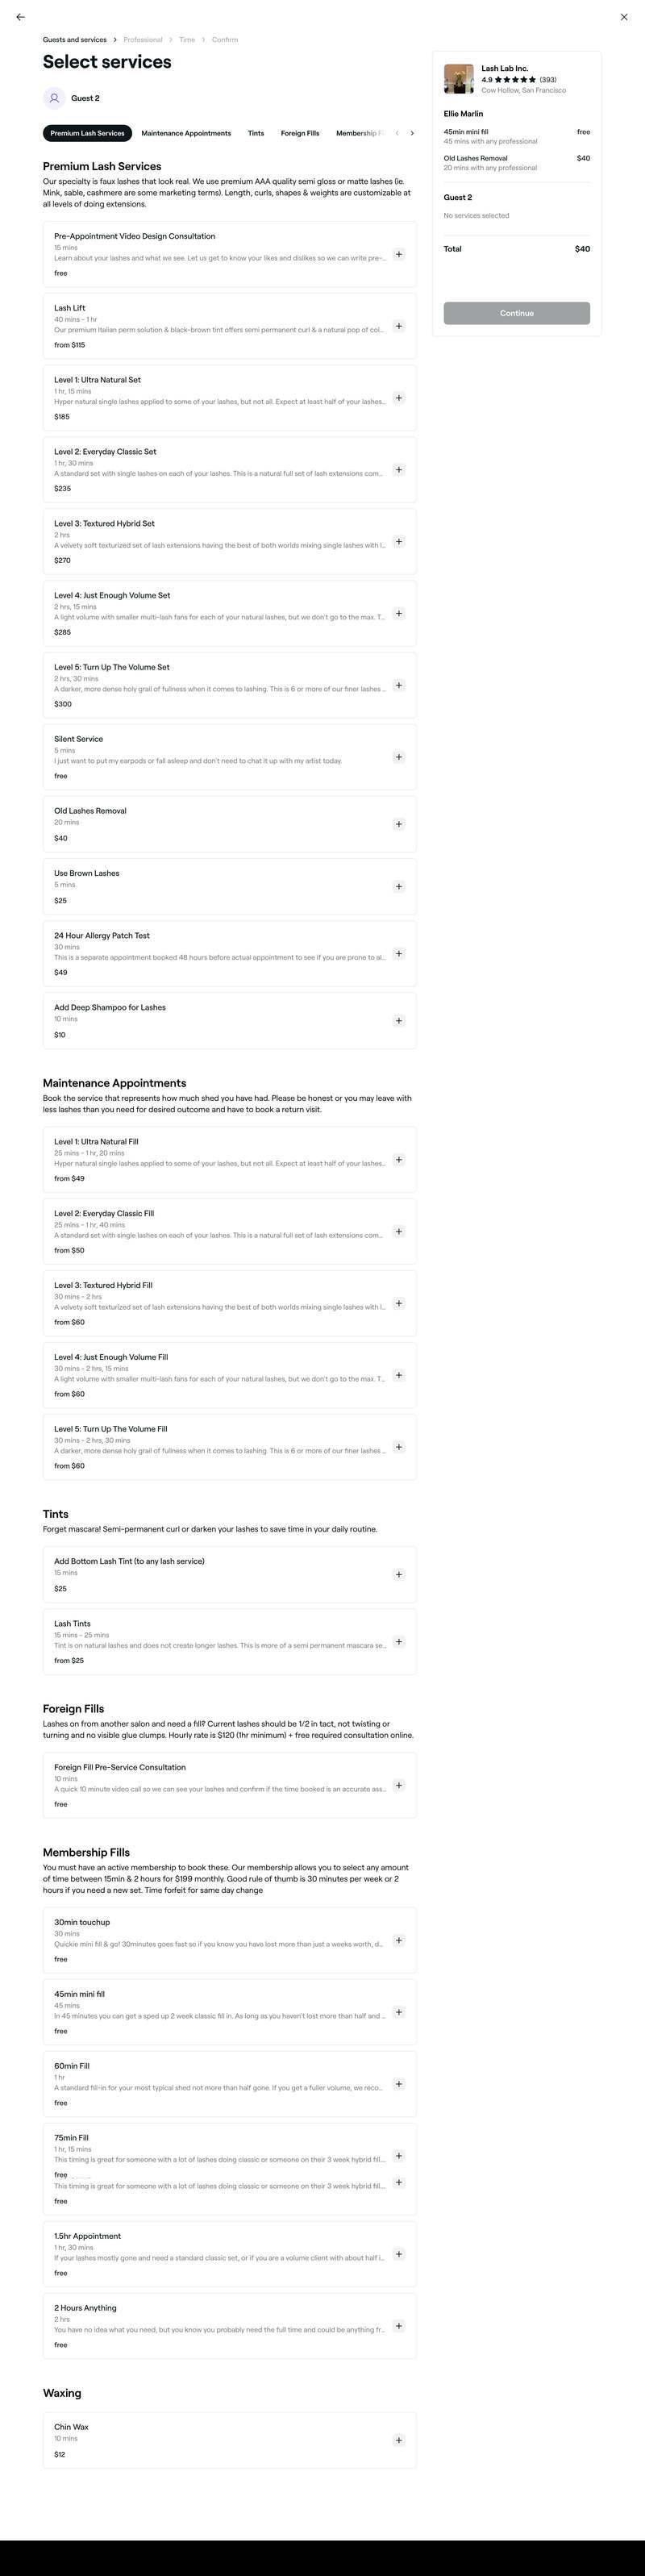 Guests and services
Professional
Time
Confirm
Select services
Guest 2
Premium Lash Services
Maintenance Appointments
Tints
Foreign Fills
Membership
Premium Lash Services
Our specialty is faux lashes that look real. We use premium AAA quality semi gloss or matte lashes (ie.
Mink, sable, cashmere are some marketing terms). Length, curls, shapes & weights are customizable at
all levels of doing extensions.
Pre-Appointment Video Design Consultation
15 mins
Learn about your lashes and what we see. Let us get to know your likes and dislikes so we can write pre-...
free
Lash Lift
40 mins - 1 hr
Our premium Italian perm solution & black-brown tint offers semi permanent curl & a natural pop of col...
from $115
Level 1: Ultra Natural Set
1 hr, 15 mins
Hyper natural single lashes applied to some of your lashes, but not all. Expect at least half of your lashes...
$185
Level 2: Everyday Classic Set
1 hr, 30 mins
A standard set with single lashes on each of your lashes. This is a natural full set of lash extensions com...
$235
Level 3: Textured Hybrid Set
2 hrs
A velvety soft texturized set of lash extensions having the best of both worlds mixing single lashes with l...
$270
Level 4: Just Enough Volume Set
2 hrs, 15 mins
A light volume with smaller multi-lash fans for each of your natural lashes, but we don't go to the max. T...
$285
Level 5: Turn Up The Volume Set
2 hrs, 30 mins
A darker, more dense holy grail of fullness when it comes to lashing. This is 6 or more of our finer lashes ...
$300
Silent Service
5 mins
I just want to put my earpods or fall asleep and don't need to chat it up with my artist today.
free
Old Lashes Removal
20 mins
$40
Use Brown Lashes
5 mins
$25
24 Hour Allergy Patch Test
30 mins
This is a separate appointment booked 48 hours before actual appointment to see if you are prone to al...
$49
Add Deep Shampoo for Lashes
10 mins
$10
Maintenance Appointments
Book the service that represents how much shed you have had. Please be honest or you may leave with
less lashes than you need for desired outcome and have to book a return visit.
Level 1: Ultra Natural Fill
25 mins - 1 hr, 20 mins
Hyper natural single lashes applied to some of your lashes, but not all. Expect at least half of your lashes...
from $49
Level 2: Everyday Classic Fill
25 mins - 1 hr, 40 mins
A standard set with single lashes on each of your lashes. This is a natural full set of lash extensions com...
from $50
Level 3: Textured Hybrid Fill
30 mins - 2 hrs
A velvety soft texturized set of lash extensions having the best of both worlds mixing single lashes with l...
from $60
Level 4: Just Enough Volume Fill
30 mins - 2 hrs, 15 mins
A light volume with smaller multi-lash fans for each of your natural lashes, but we don't go to the max. T...
from $60
Level 5: Turn Up The Volume Fill
30 mins - 2 hrs, 30 mins
A darker, more dense holy grail of fullness when it comes to lashing. This is 6 or more of our finer lashes ...
from $60
Tints
Forget mascara! Semi-permanent curl or darken your lashes to save time in your daily routine.
Add Bottom Lash Tint (to any lash service)
15 mins
$25
Lash Tints
15 mins - 25 mins
Tint is on natural lashes and does not create longer lashes. This is more of a semi permanent mascara se...
from $25
Foreign Fills
Lashes on from another salon and need a fill? Current lashes should be 1/2 in tact, not twisting or
turning and no visible glue clumps. Hourly rate is $120 (1hr minimum) + free required consultation online.
Foreign Fill Pre-Service Consultation
10 mins
A quick 10 minute video call so we can see your lashes and confirm if the time booked is an accurate ass...
free
Membership Fills
You must have an active membership to book these. Our membership allows you to select any amount
of time between 15min & 2 hours for $199 monthly. Good rule of thumb is 30 minutes per week or 2
hours if you need a new set. Time forfeit for same day change
30min touchup
30 mins
Quickie mini fill & go! 30minutes goes fast so if you know you have lost more than just a weeks worth, d...
free
45min mini fill
45 mins
In 45 minutes you can get a sped up 2 week classic fill in. As long as you haven't lost more than half and ...
free
60min Fill
1 hr
A standard fill-in for your most typical shed not more than half gone. If you get a fuller volume, we reco...
free
75min Fill
1 hr, 15 mins
This timing is great for someone with a lot of lashes doing classic or someone on their 3 week hybrid fill...
free
This timing is great for someone with a lot of lashes doing classic or someone on their 3 week hybrid fill...
free
1.5hr Appointment
1 hr, 30 mins
If your lashes mostly gone and need a standard classic set, or if you are a volume client with about half i...
free
2 Hours Anything
2 hrs
You have no idea what you need, but you know you probably need the full time and could be anything fr...
free
Waxing
Chin Wax
10 mins
$12
Lash Lab Inc.
4.9 (393)
Cow Hollow, San Francisco
Ellie Marlin
45min mini fill free
45 mins with any professional
Old Lashes Removal $40
20 mins with any professional
Guest 2
No services selected
Total $40
Continue